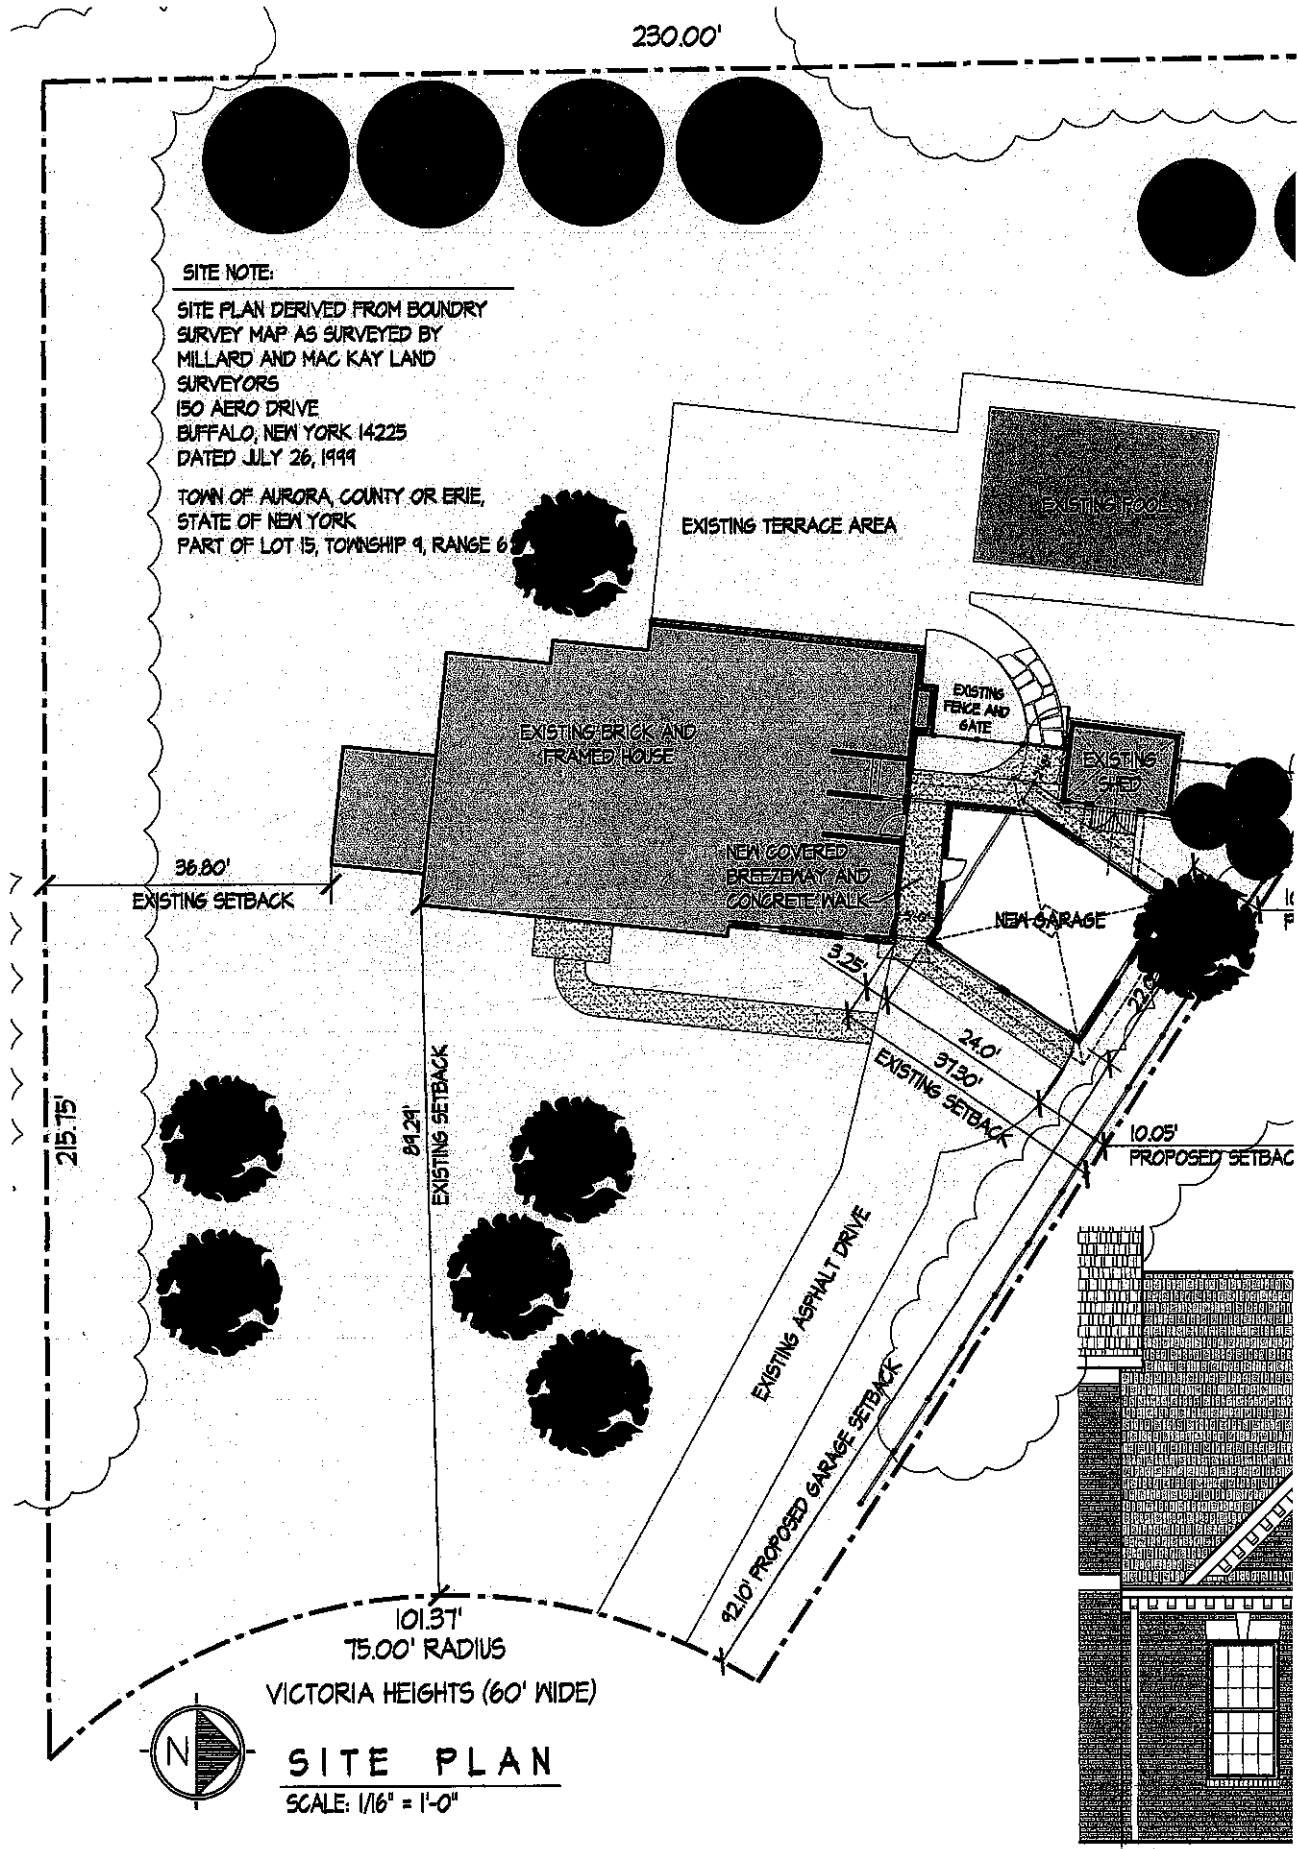 230.00'
SITE NOTE:
SITE PLAN DERIVED FROM BOUNDRY
SURVEY MAP AS SURVEYED BY
MILLARD AND MAC KAY LAND
SURVEYORS
150 AERO DRIVE
BUFFALO, NEW YORK 14225
DATED JULY 26, 1999
TOWN OF AURORA, COUNTY OR ERIE,
STATE OF NEW YORK
PART OF LOT 15, TOWNSHIP 9, RANGE 6
EXISTING TERRACE AREA
EXISTING POOL
EXISTING
FENCE AND
GATE
EXISTING BRICK AND
FRAMED HOUSE
EXISTING
SHED
NEW COVERED
BREEZEWAY AND
CONCRETE WALK
NEW GARAGE
36.80'
EXISTING SETBACK
3.25'
24.0'
37.30'
EXISTING SETBACK
89.29'
EXISTING SETBACK
215.75'
10.05'
PROPOSED SETBAC
EXISTING ASPHALT DRIVE
92.10' PROPOSED GARAGE SETBACK
101.37'
75.00' RADIUS
VICTORIA HEIGHTS (60' WIDE)
N
SITE PLAN
SCALE: 1/16" = 1'-0"